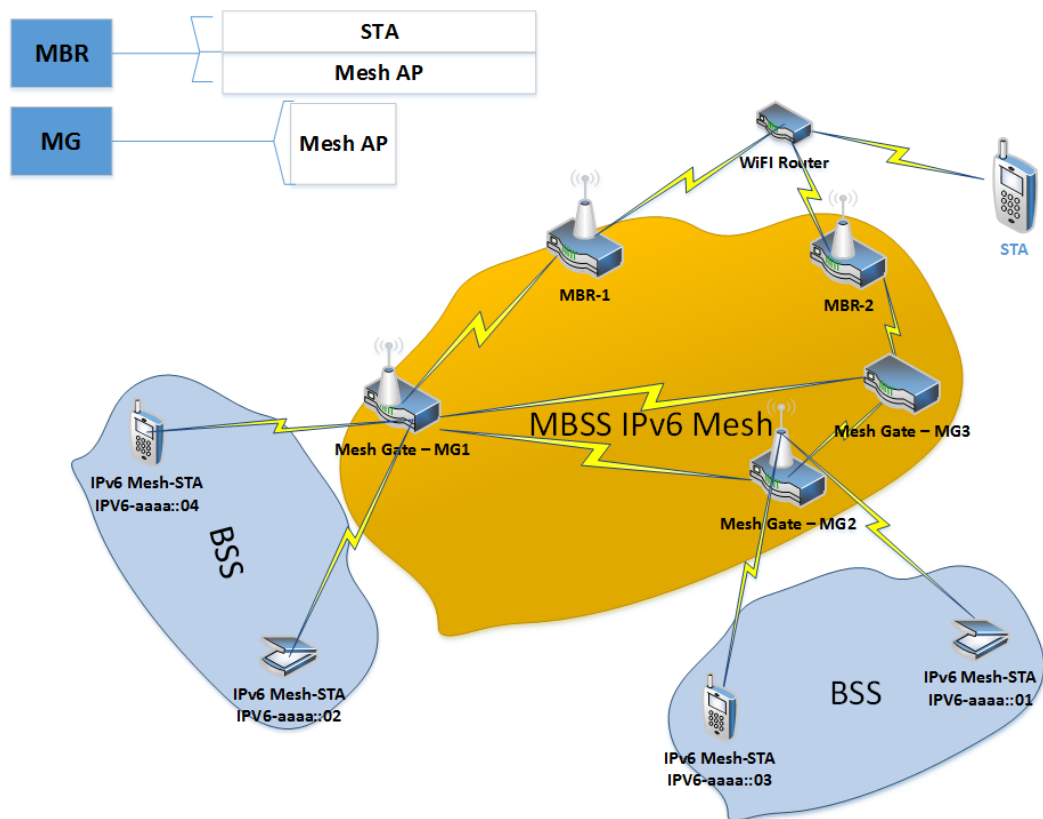 MBR
STA
Mesh AP
MG
Mesh AP
WiFI Router
STA
MBR-1
MBR-2
MBSS IPv6 Mesh
Mesh Gate – MG3
Mesh Gate – MG1
IPv6 Mesh-STA
IPV6-aaaa::04
BSS
Mesh Gate – MG2
IPv6 Mesh-STA
IPV6-aaaa::02
BSS
IPv6 Mesh-STA
IPV6-aaaa::01
IPv6 Mesh-STA
IPV6-aaaa::03